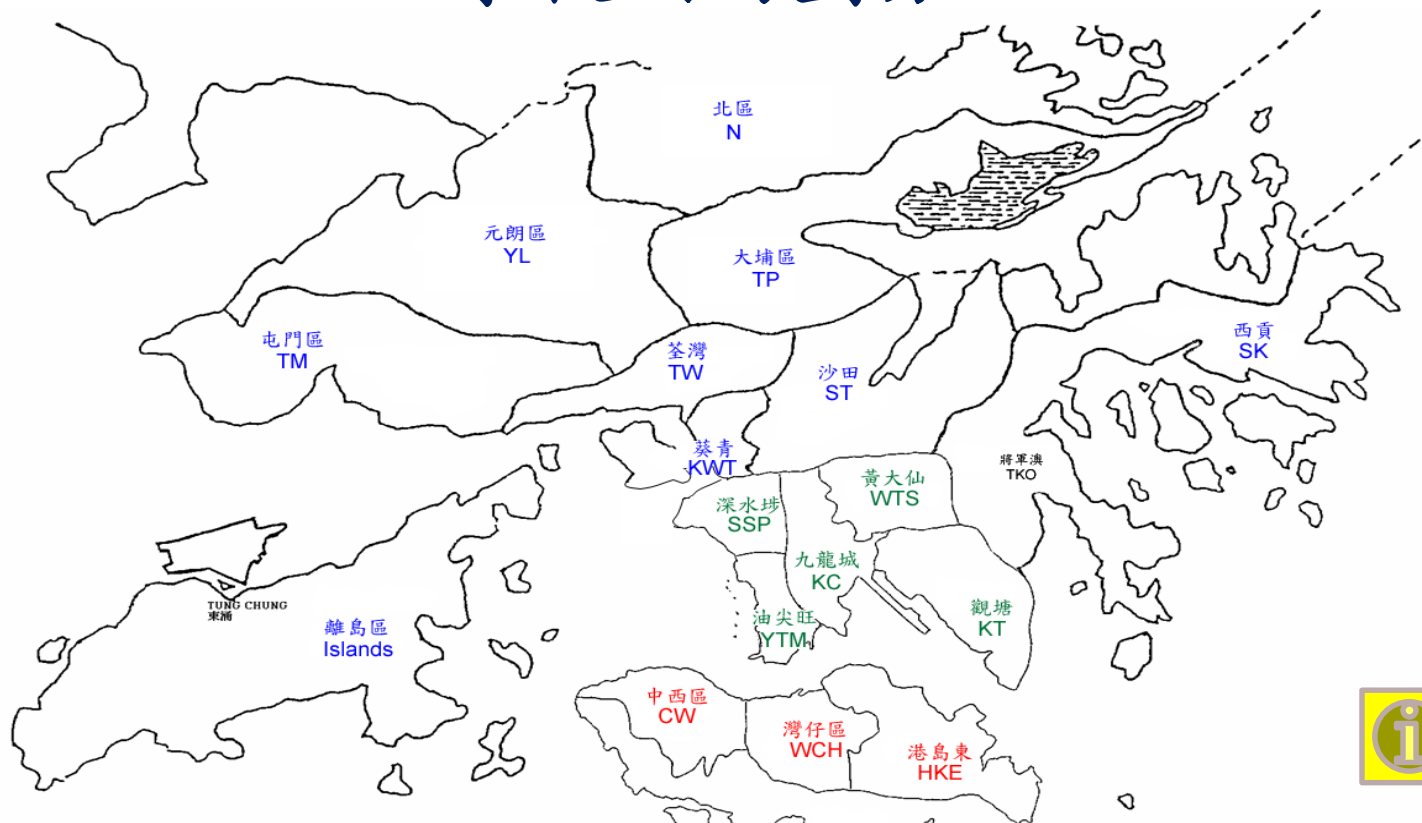 北區
N
元朗區
YL
大埔區
TP
屯門區
TM
荃灣
TW
沙田
ST
西貢
SK
葵青
KWT
將軍澳
TKO
黃大仙
WTS
深水埗
SSP
九龍城
KC
油尖旺
YTM
觀塘
KT
TUNG CHUNG
東涌
離島區
Islands
中西區
CW
灣仔區
WCH
港島東
HKE
i